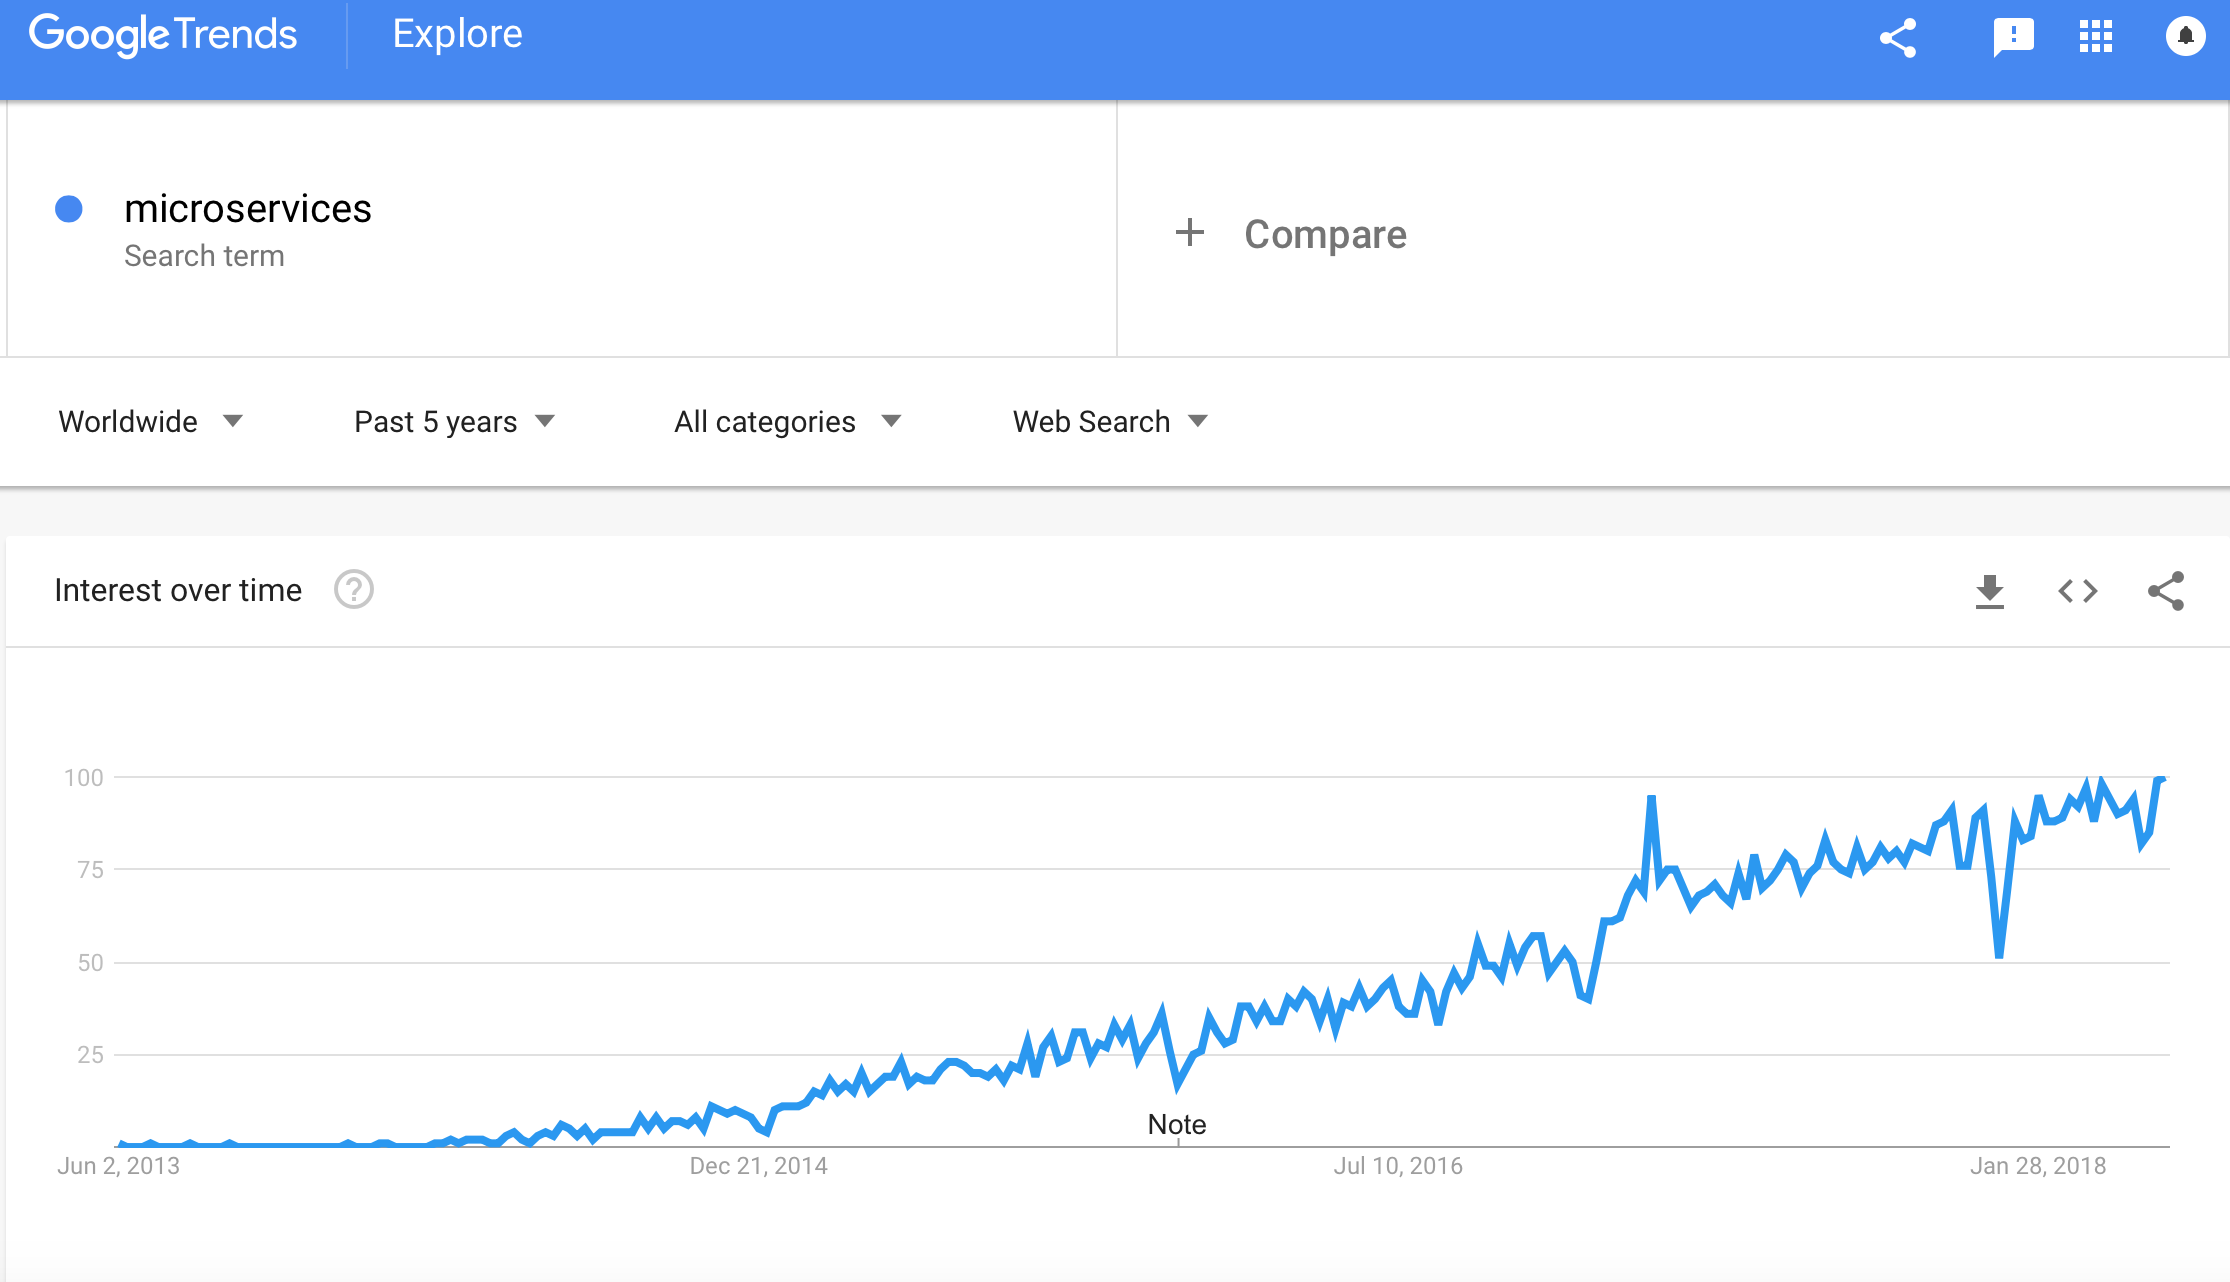 Google Trends
Explore
microservices
Search term
+ Compare
Worldwide
Past 5 years
All categories
Web Search
Interest over time
?
100
75
50
25
Note
Jun 2, 2013
Dec 21, 2014
Jul 10, 2016
Jan 28, 2018